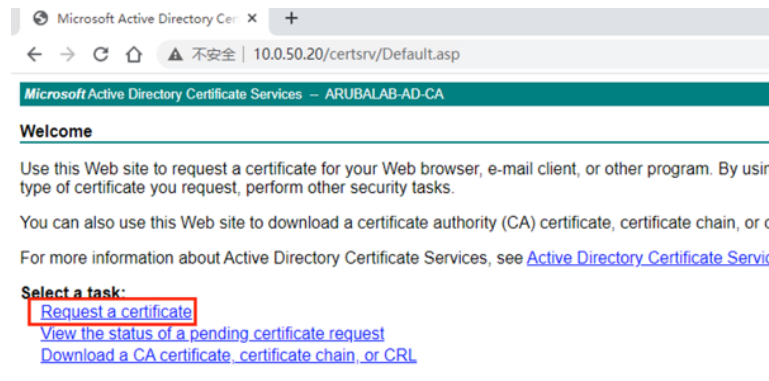 Microsoft Active Directory Cer
不安全 | 10.0.50.20/certsrv/Default.asp
Microsoft Active Directory Certificate Services -- ARUBALAB-AD-CA
Welcome
Use this Web site to request a certificate for your Web browser, e-mail client, or other program. By
type of certificate you request, perform other security tasks.
You can also use this Web site to download a certificate authority (CA) certificate, certificate chain, or
For more information about Active Directory Certificate Services, see Active Directory Certificate
Select a task:
Request a certificate
View the status of a pending certificate request
Download a CA certificate, certificate chain, or CRL